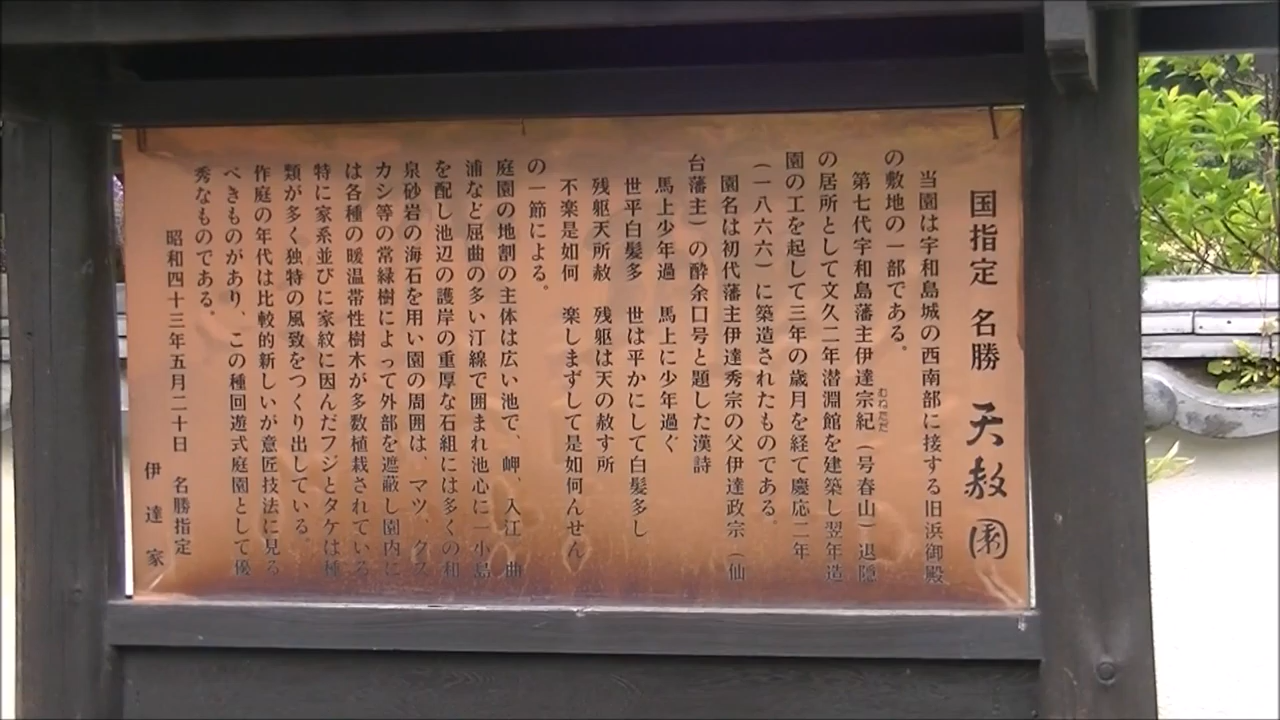 国指定 名勝 天赦園
当園は宇和島城の西南部に接する旧浜御殿
の敷地の一部である。
第七代宇和島藩主伊達宗紀（号春山）退隠
むねただ
の居所として文久二年潜淵館を建築し翌年造
園の工を起して三年の歳月を経て慶応二年
（一八六六）に築造されたものである。
園名は初代藩主伊達秀宗の父伊達政宗（仙
台藩主）の酔余口号と題した漢詩
馬上少年過 馬上に少年過ぐ
世平白髪多 世は平かにして白髪多し
残躯天所赦 残躯は天の赦す所
不楽是如何 楽しまずして是如何んせん
の一節による。
庭園の地割の主体は広い池で、岬、入江、曲
浦など屈曲の多い汀線で囲まれ池心に一小島
を配し池辺の護岸の重厚な石組には多くの和
泉砂岩の海石を用い園の周囲は、マツ、クス
カシ等の常緑樹によって外部を遮蔽し園内に
は各種の暖温帯性樹木が多数植栽されている
特に家系並びに家紋に因んだフジとタケは種
類が多く独特の風致をつくり出している。
作庭の年代は比較的新しいが意匠技法に見る
べきものがあり、この種回遊式庭園として優
秀なものである。
昭和四十三年五月二十日 名勝指定
伊達家